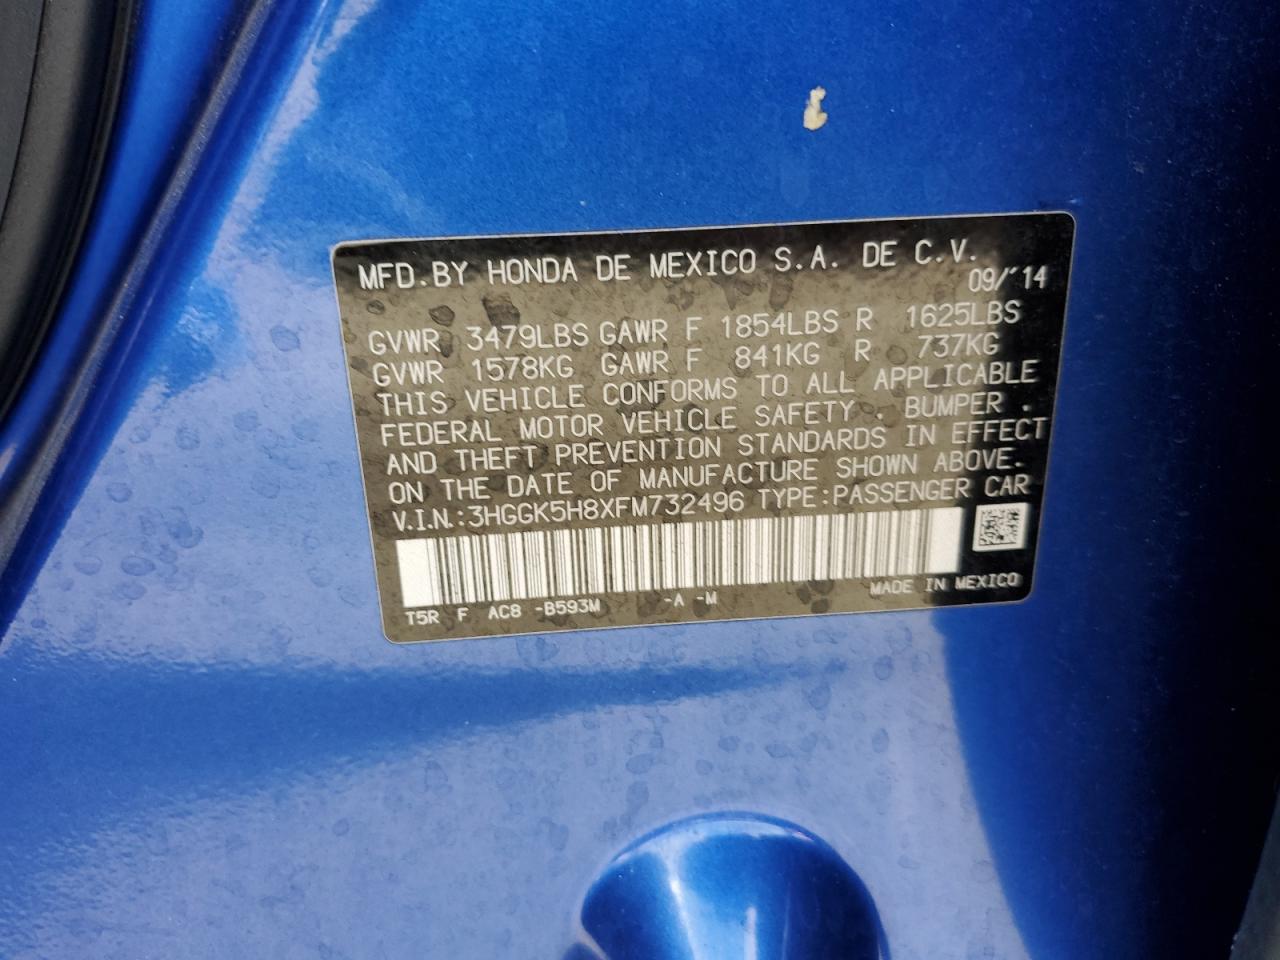 MFD.BY HONDA DE MEXICO S.A. DE C.V.
09/'14
GVWR 3479LBS GAWR F 1854LBS R 1625LBS
GVWR 1578KG GAWR F 841KG R 737KG
THIS VEHICLE CONFORMS TO ALL APPLICABLE
FEDERAL MOTOR VEHICLE SAFETY , BUMPER ,
AND THEFT PREVENTION STANDARDS IN EFFECT
ON THE DATE OF MANUFACTURE SHOWN ABOVE.
V.I.N.:3HGGK5H8XFM732496 TYPE:PASSENGER CAR
T5R F AC8 -B593M -A -M MADE IN MEXICO